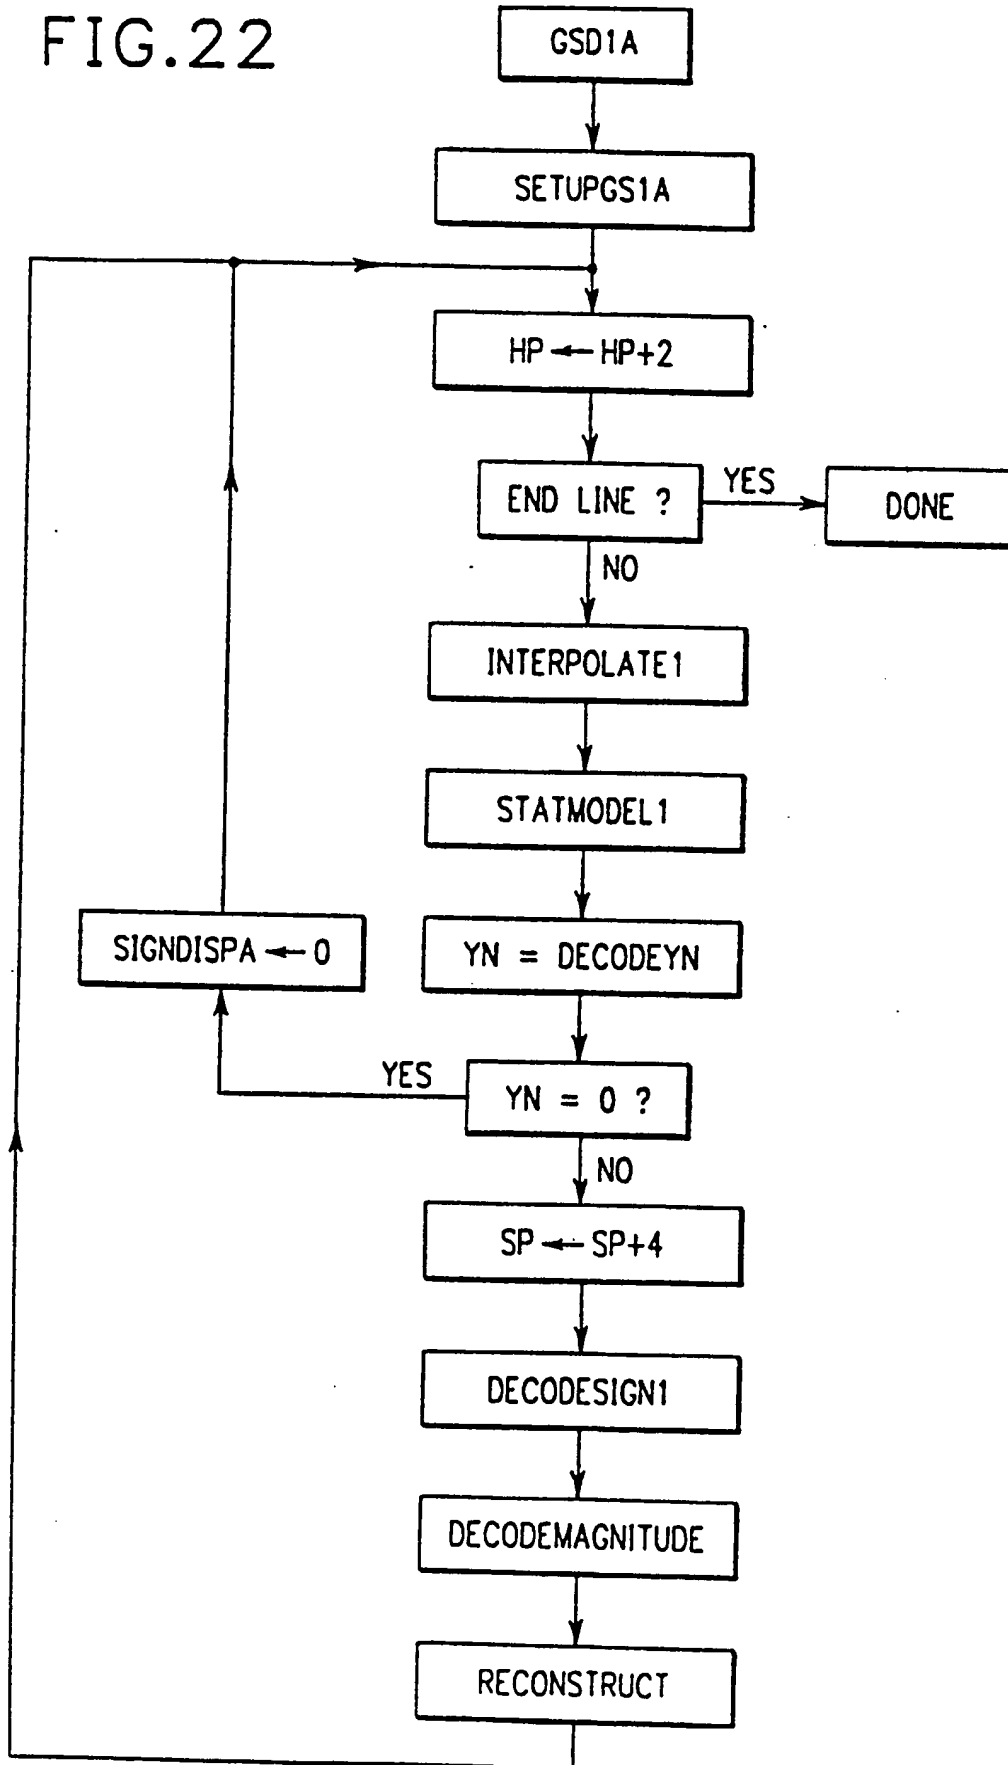 FIG.22
GSD1A
SETUPGS1A
HP ← HP+2
END LINE ?
YES
DONE
NO
INTERPOLATE1
STATMODEL1
SIGNDISPA ← 0
YN = DECODEYN
YES
YN = 0 ?
NO
SP ← SP+4
DECODESIGN1
DECODEMAGNITUDE
RECONSTRUCT